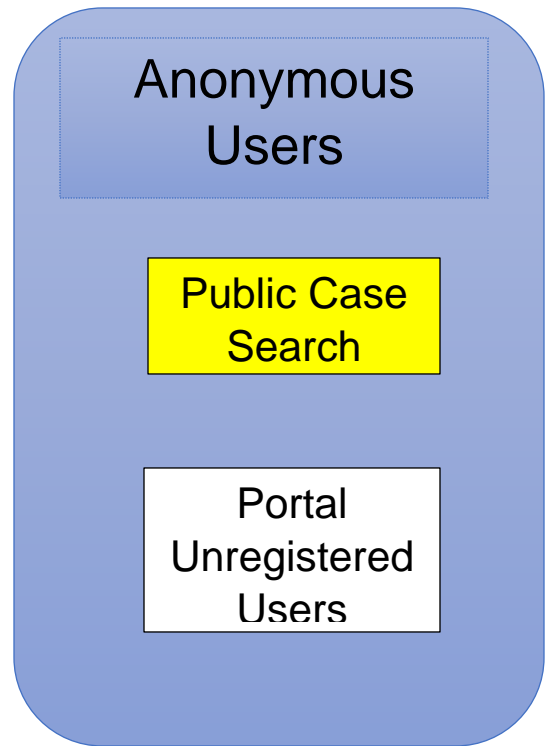 Anonymous
Users
Public Case
Search
Portal
Unregistered
Users